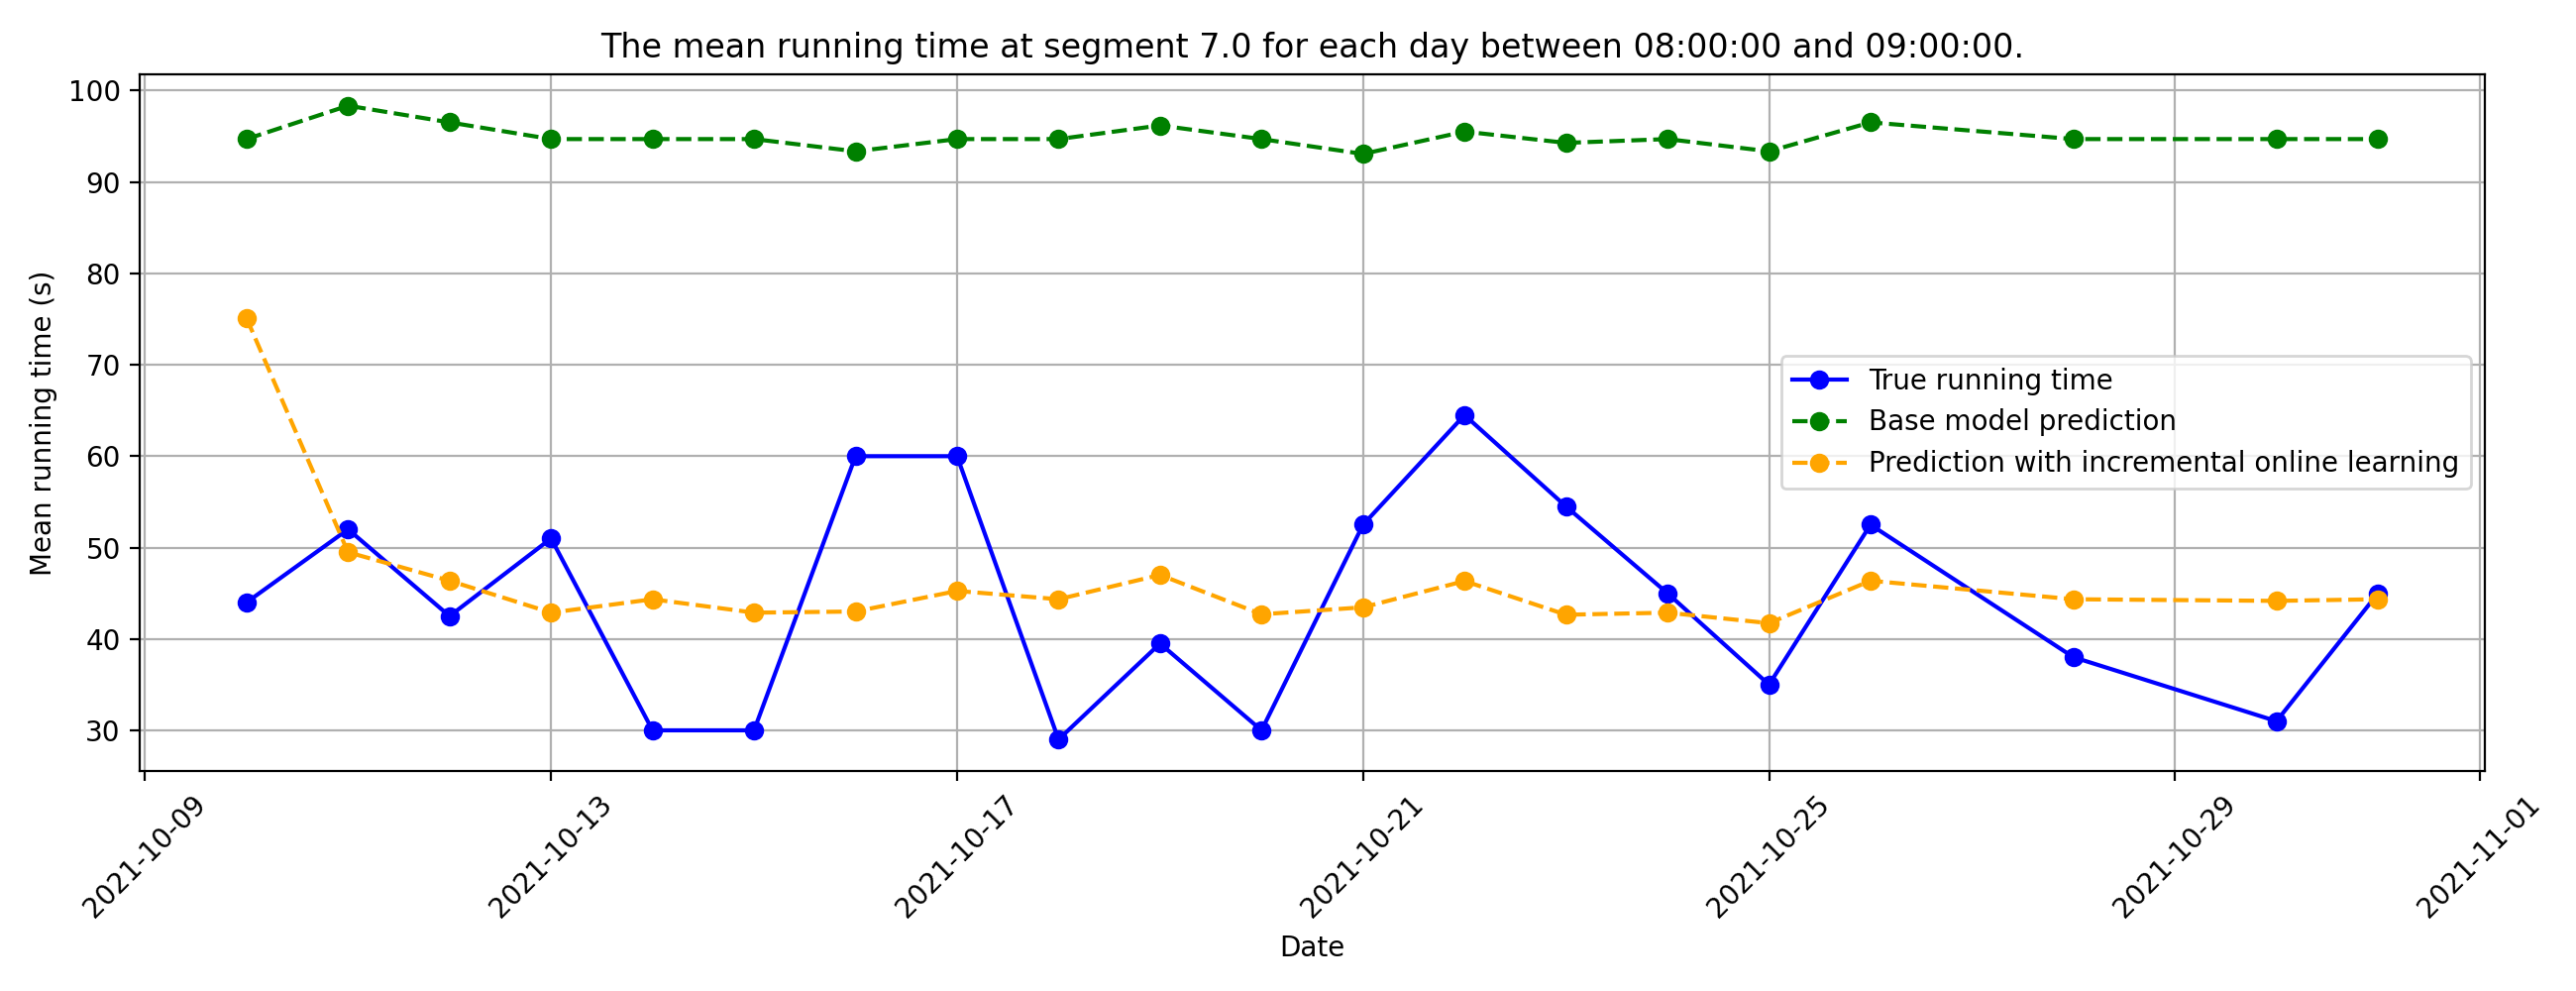 The mean running time at segment 7.0 for each day between 08:00:00 and 09:00:00.
Mean running time (s)
100
90
80
70
60
50
40
30
True running time
Base model prediction
Prediction with incremental online learning
2021-10-09
2021-10-13
2021-10-17
2021-10-21
2021-10-25
2021-10-29
2021-11-01
Date